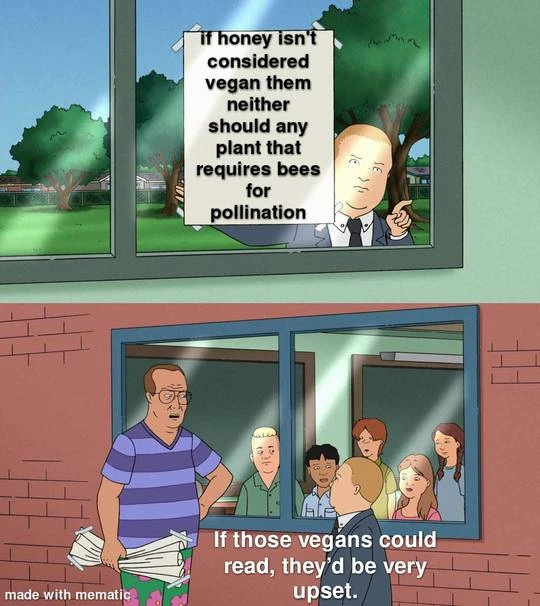 if honey isn't
considered
vegan them
neither
should any
plant that
requires bees
for
pollination
If those vegans could
read, they'd be very
upset.
made with mematic